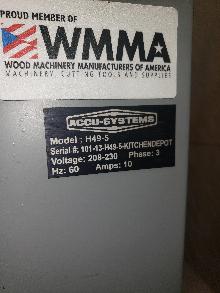 PROUD MEMBER OF
WMMA
WOOD MACHINERY MANUFACTURERS OF AMERICA
MACHINERY, CUTTING TOOLS AND SUPPLIES
ACCU-SYSTEMS
Model : H49-5
Serial #: 101-13-H49-5-KITCHENDEPOT
Voltage: 208-230 Phase: 3
Hz: 60 Amps: 10